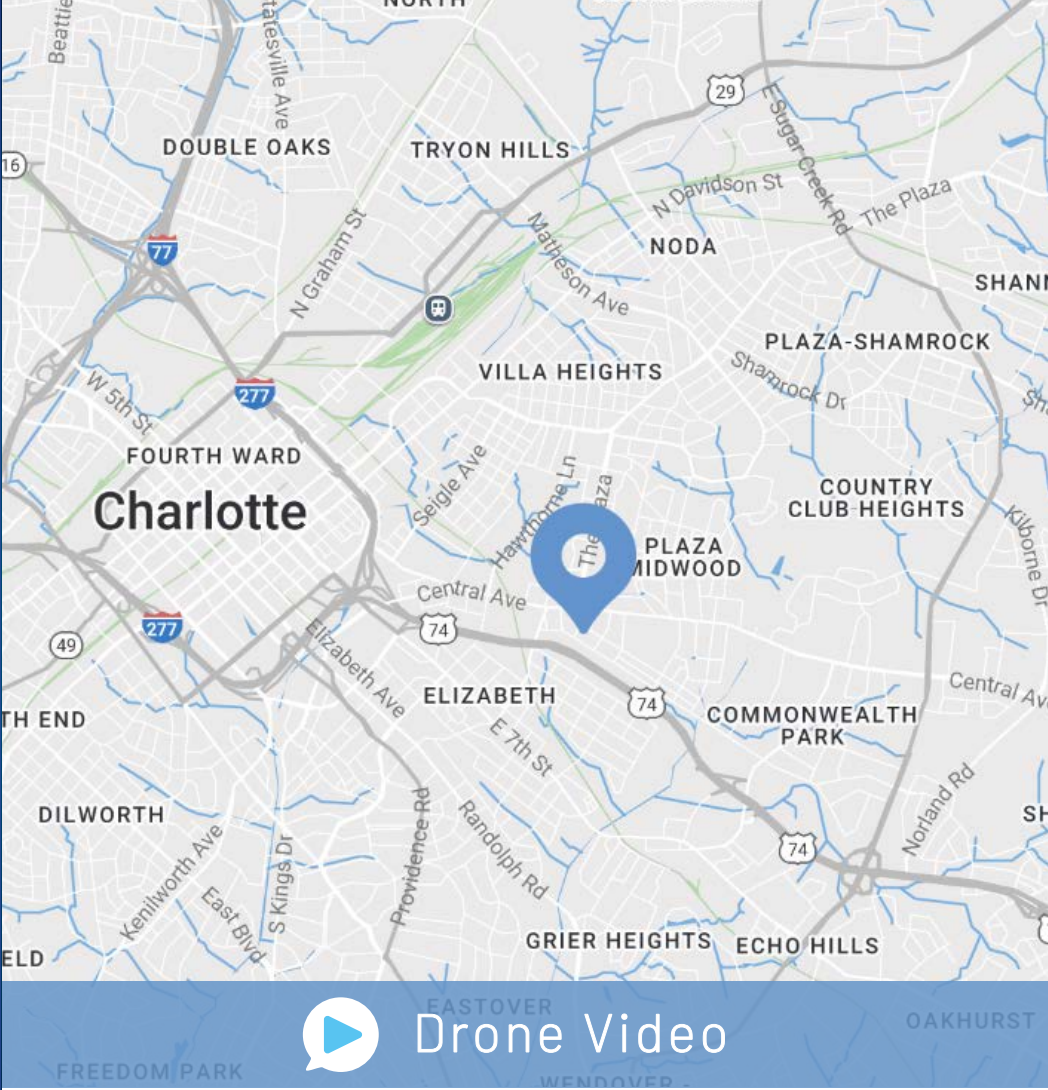 NORTH
Beattie
tatesville Ave
29
E Sugar Creek Rd
DOUBLE OAKS
TRYON HILLS
16
N Davidson St
The Plaza
77
N Graham St
Matheson Ave
NODA
SHANN
PLAZA-SHAMROCK
VILLA HEIGHTS
Shamrock Dr
277
W 5th St
FOURTH WARD
Seigle Ave
Hawthorne Ln
The
aza
COUNTRY
CLUB HEIGHTS
Charlotte
Kilborne Dr
PLAZA
MIDWOOD
Central Ave
74
277
49
Elizabeth Ave
ELIZABETH
74
Central Av
TH END
COMMONWEALTH
PARK
E 7th St
DILWORTH
Norland Rd
SH
Kenilworth Ave
S Kings Dr
Providence Rd
Randolph Rd
74
East Blvd
GRIER HEIGHTS
ECHO HILLS
ELD
EASTOVER
OAKHURST
Drone Video
FREEDOM PARK
WENDOVER -